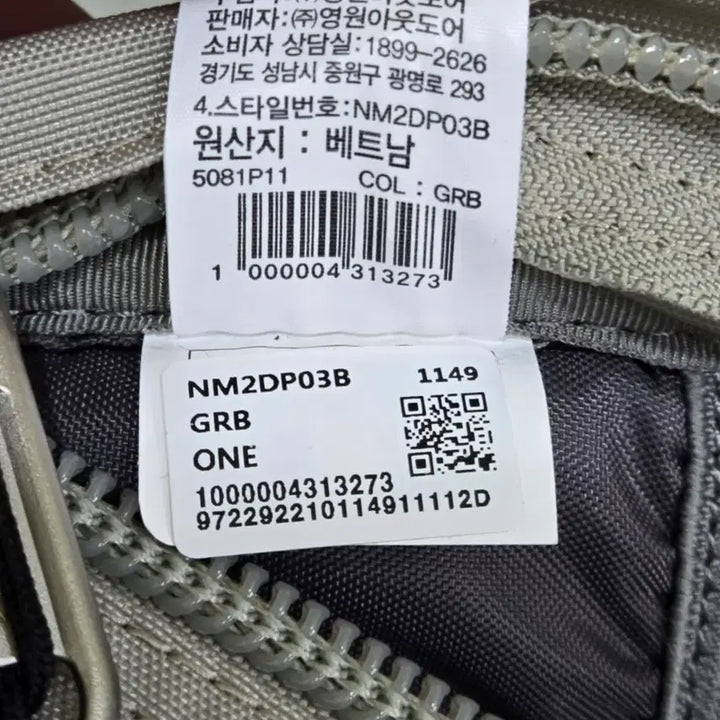 판매자:㈜영원아웃도어
소비자 상담실:1899-2626
경기도 성남시 중원구 광명로 293
4.스타일번호:NM2DP03B
원산지 : 베트남
5081P11 COL : GRB
1 000004 313273
NM2DP03B 1149
GRB
ONE
1000004313273
972292210114911112D